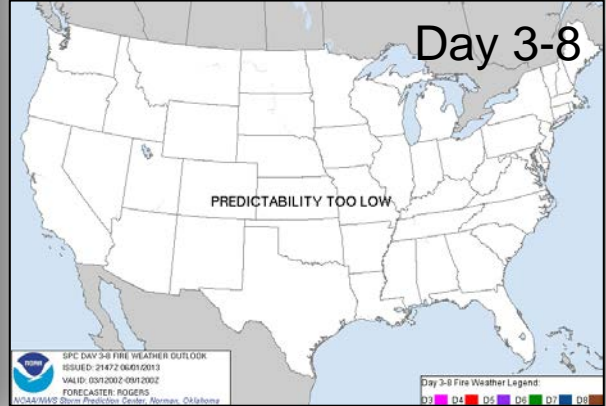 Day 3-8
PREDICTABILITY TOO LOW
NOAA
SPC DAY 3-8 FIRE WEATHER OUTLOOK
ISSUED: 2147Z 06/01/2013
VALID: 03/1200Z-09/1200Z
FORECASTER: ROGERS
NOAA/NWS Storm Prediction Center, Norman, Oklahoma
Day 3-8 Fire Weather Legend:
D3 D4 D5 D6 D7 D8